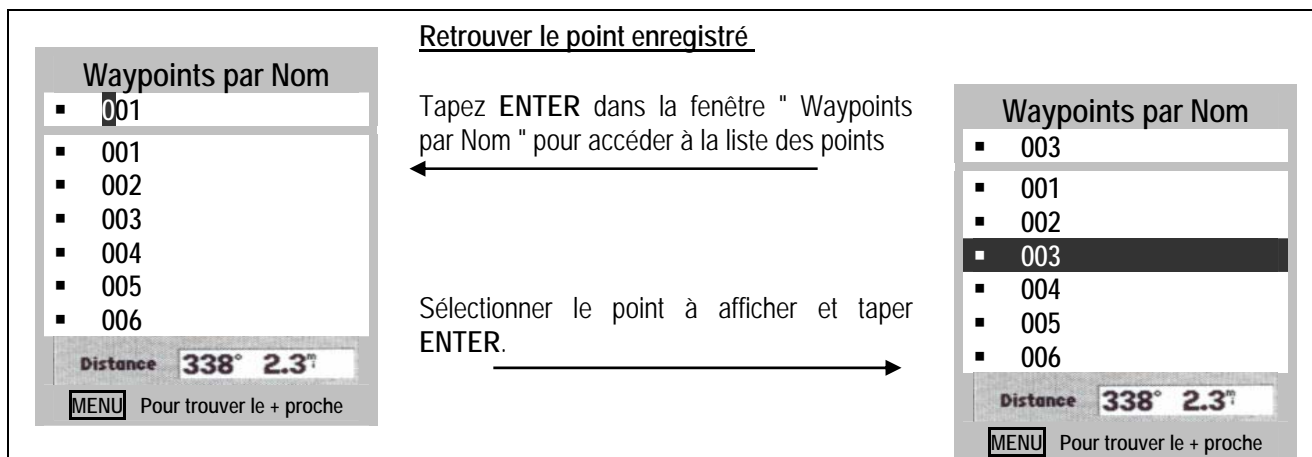 Retrouver le point enregistré
Waypoints par Nom
▪ 001
▪ 001
▪ 002
▪ 003
▪ 004
▪ 005
▪ 006
Distance 338° 2.3
MENU Pour trouver le + proche
Tapez ENTER dans la fenêtre " Waypoints
par Nom " pour accéder à la liste des points
Sélectionner le point à afficher et taper
ENTER.
Waypoints par Nom
▪ 003
▪ 001
▪ 002
▪ 003
▪ 004
▪ 005
▪ 006
Distance 338° 2.3
MENU Pour trouver le + proche